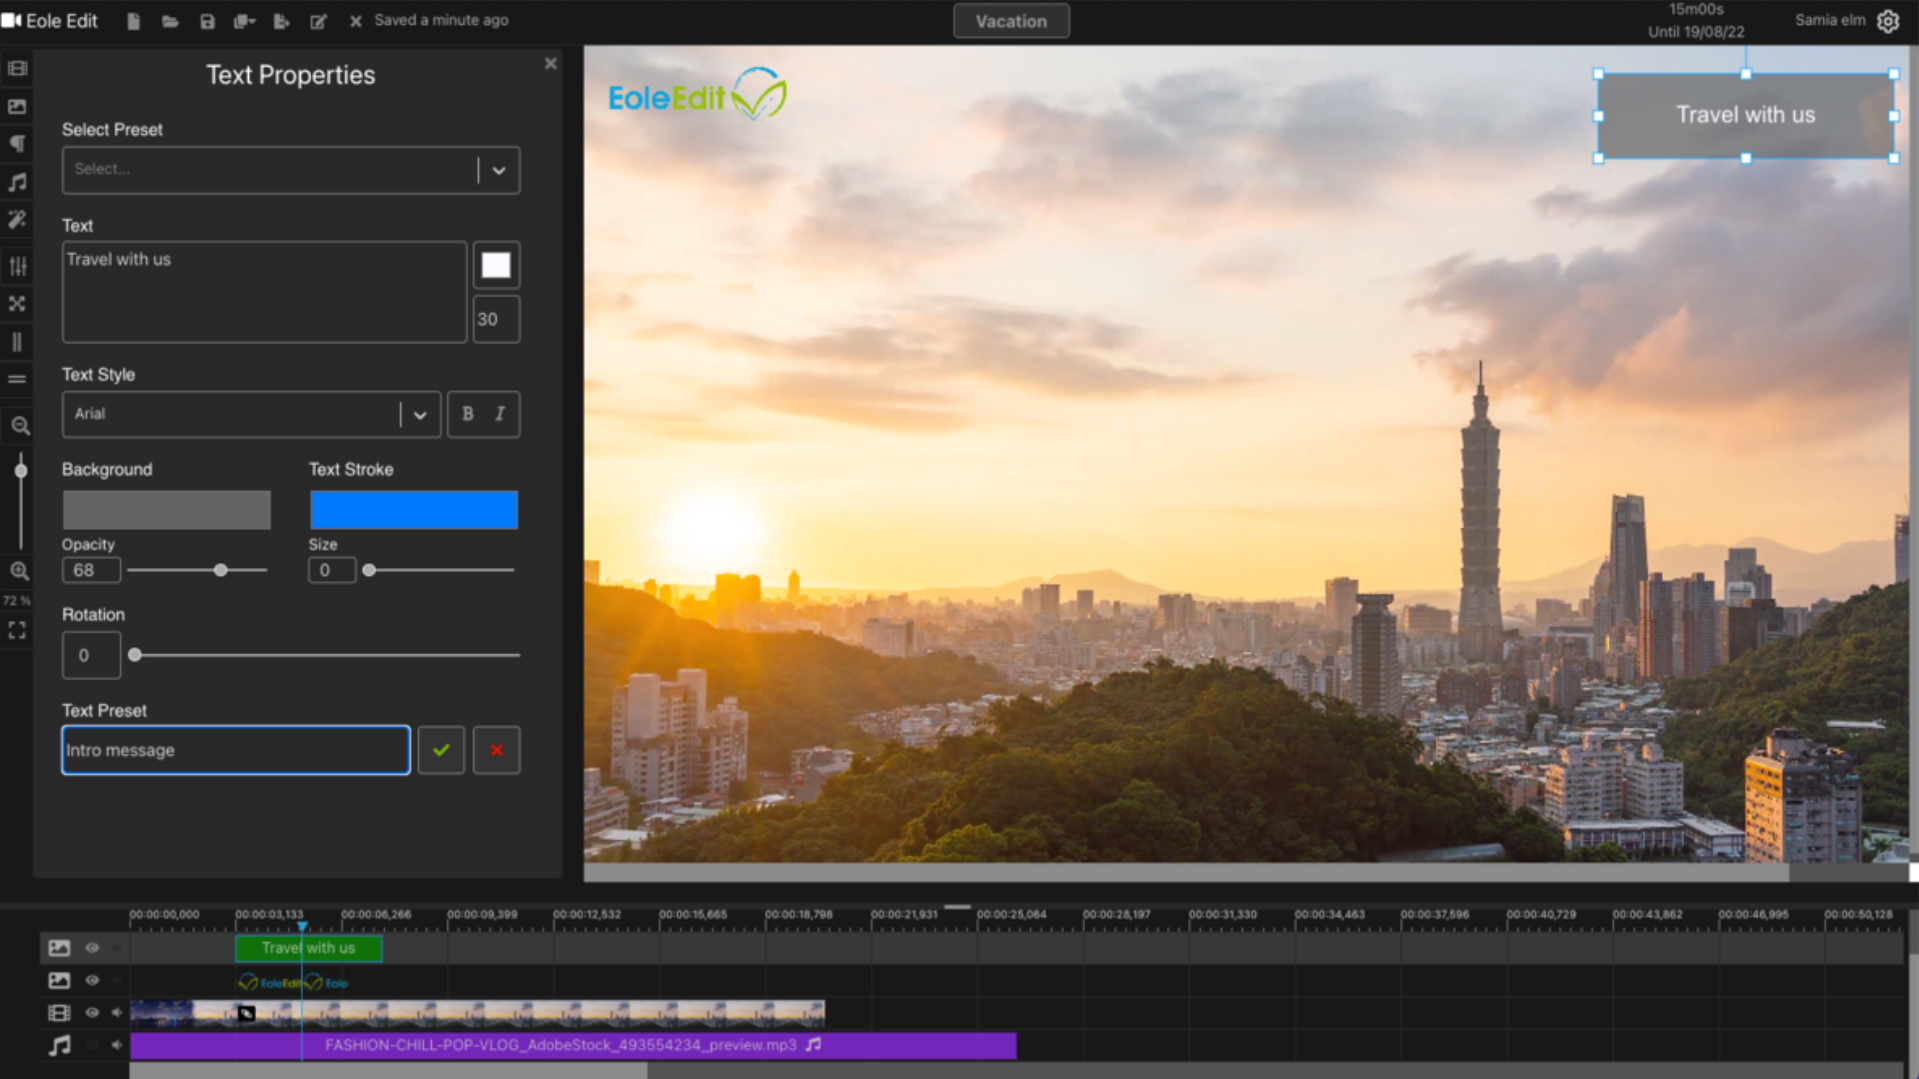 Eole Edit
Saved a minute ago
Vacation
15m00s
Until 19/08/22
Samia elm
Text Properties
Select Preset
Select...
Text
Travel with us
30
Text Style
Arial
B I
Background
Text Stroke
Opacity
Size
68
0
Rotation
0
Text Preset
Intro message
72 %
EoleEdit
Travel with us
00:00:00,000 00:00:03,133 00:00:06,266 00:00:09,399 00:00:12,532 00:00:15,665 00:00:18,798 00:00:21,931 00:00:25,064 00:00:28,197 00:00:31,330 00:00:34,463 00:00:37,596 00:00:40,729 00:00:43,862 00:00:46,995 00:00:50,128
Travel with us
EoleEdit Eole
FASHION-CHILL-POP-VLOG_AdobeStock_493554234_preview.mp3